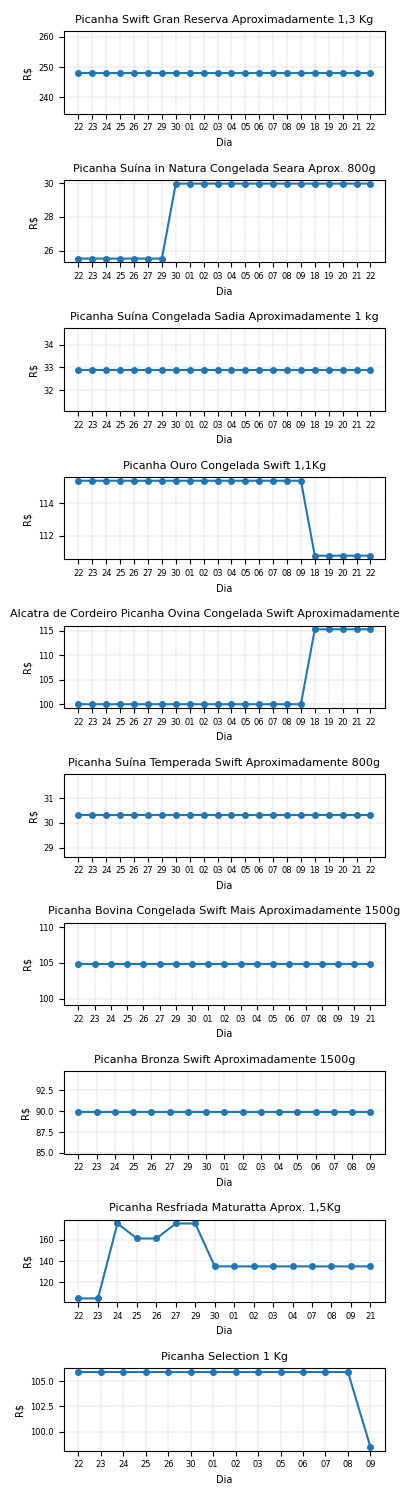 Picanha Swift Gran Reserva Aproximadamente 1,3 Kg
260
250
240
R$
22 23 24 25 26 27 29 30 01 02 03 04 05 06 07 08 09 18 19 20 21 22
Dia
Picanha Suína in Natura Congelada Seara Aprox. 800g
30
28
26
R$
22 23 24 25 26 27 29 30 01 02 03 04 05 06 07 08 09 18 19 20 21 22
Dia
Picanha Suína Congelada Sadia Aproximadamente 1 kg
34
33
32
R$
22 23 24 25 26 27 29 30 01 02 03 04 05 06 07 08 09 18 19 20 21 22
Dia
Picanha Ouro Congelada Swift 1,1Kg
114
112
R$
22 23 24 25 26 27 29 30 01 02 03 04 05 06 07 08 09 18 19 20 21 22
Dia
Alcatra de Cordeiro Picanha Ovina Congelada Swift Aproximadamente
115
110
105
100
R$
22 23 24 25 26 27 29 30 01 02 03 04 05 06 07 08 09 18 19 20 21 22
Dia
Picanha Suína Temperada Swift Aproximadamente 800g
31
30
29
R$
22 23 24 25 26 27 29 30 01 02 03 04 05 06 07 08 09 18 19 20 21 22
Dia
Picanha Bovina Congelada Swift Mais Aproximadamente 1500g
110
105
100
R$
22 23 24 25 26 27 29 30 01 02 03 04 05 06 07 08 09 18 19 21
Dia
Picanha Bronza Swift Aproximadamente 1500g
92.5
90.0
87.5
85.0
R$
22 23 24 25 26 27 29 30 01 02 03 04 05 06 07 08 09
Dia
Picanha Resfriada Maturatta Aprox. 1,5Kg
160
140
120
R$
22 23 24 25 26 27 29 30 01 02 03 04 07 08 09 21
Dia
Picanha Selection 1 Kg
105.0
102.5
100.0
R$
22 23 24 25 26 30 01 02 03 05 06 07 08 09
Dia